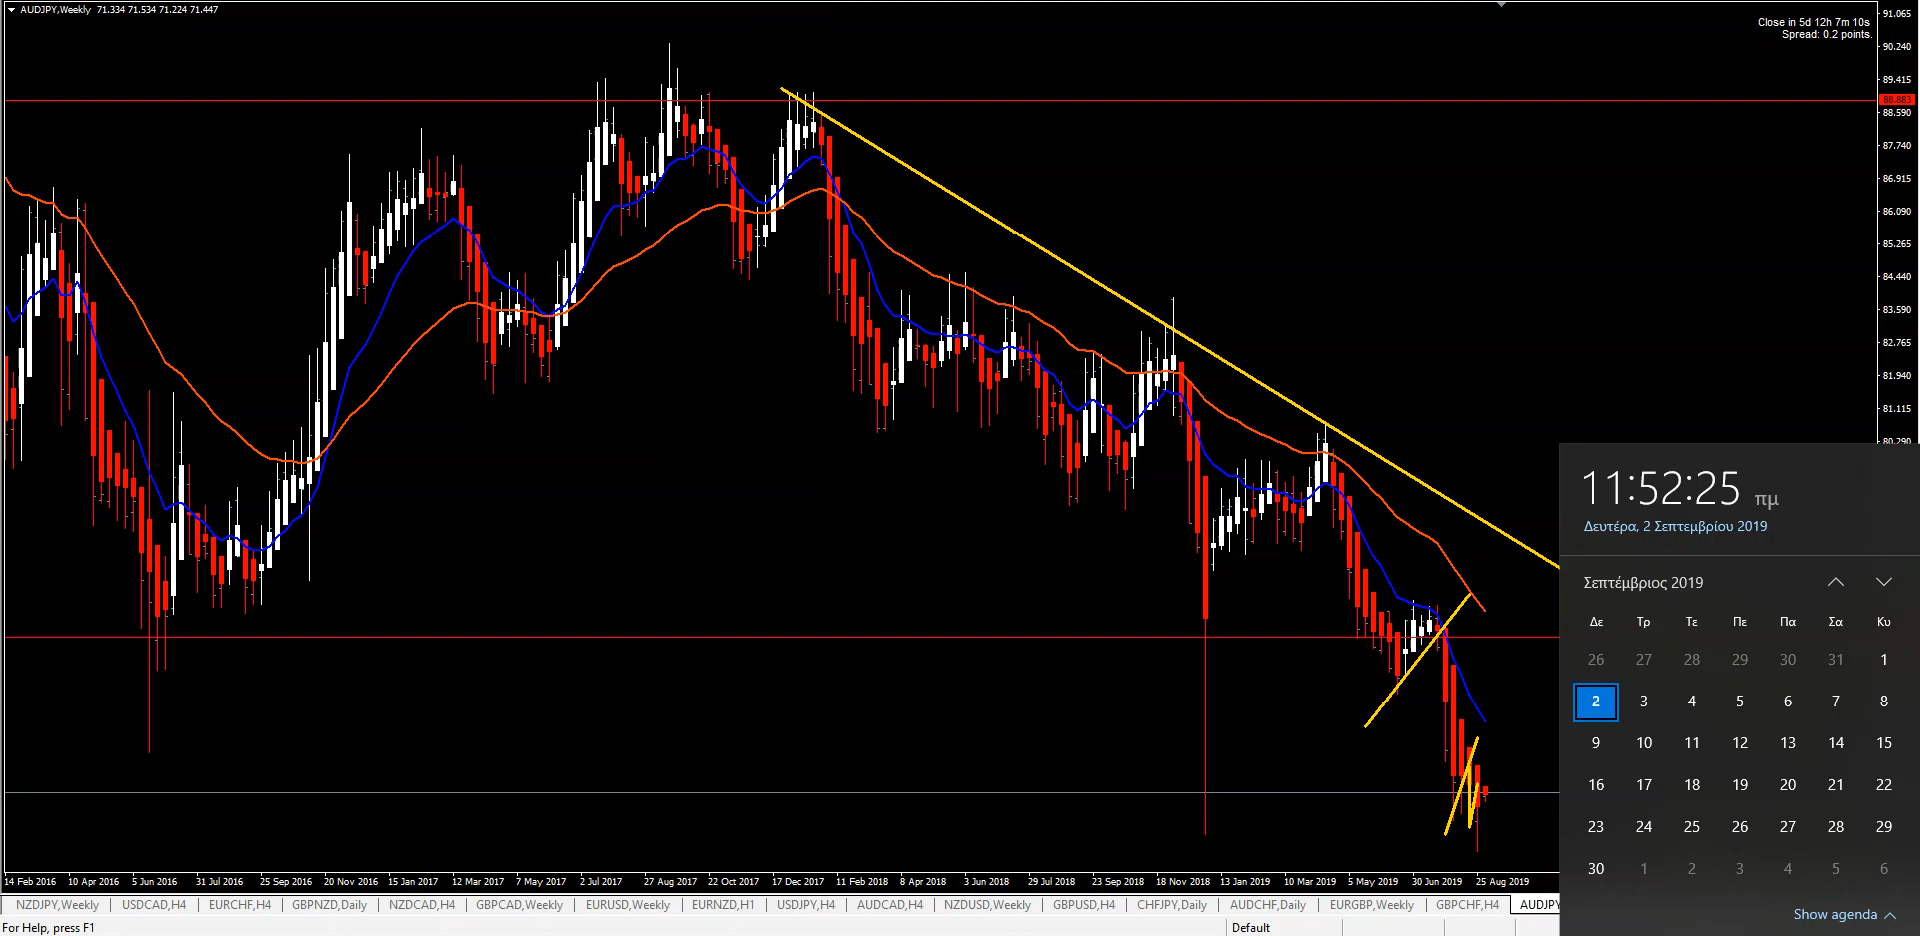 AUDJPY,Weekly 71.334 71.534 71.224 71.447
Close in 5d 12h 7m 10s
Spread: 0.2 points.
91.065
90.240
89.415
88.883
88.590
87.740
86.915
86.090
85.265
84.440
83.590
82.765
81.940
81.115
80.290
11:52:25 πμ
Δευτέρα, 2 Σεπτεμβρίου 2019
Σεπτέμβριος 2019
Δε Τρ Τε Πε Πα Σα Κυ
26 27 28 29 30 31 1
2 3 4 5 6 7 8
9 10 11 12 13 14 15
16 17 18 19 20 21 22
23 24 25 26 27 28 29
30 1 2 3 4 5 6
Show agenda
14 Feb 2016 10 Apr 2016 5 Jun 2016 31 Jul 2016 25 Sep 2016 20 Nov 2016 15 Jan 2017 12 Mar 2017 7 May 2017 2 Jul 2017 27 Aug 2017 22 Oct 2017 17 Dec 2017 11 Feb 2018 8 Apr 2018 3 Jun 2018 29 Jul 2018 23 Sep 2018 18 Nov 2018 13 Jan 2019 10 Mar 2019 5 May 2019 30 Jun 2019 25 Aug 2019
NZDJPY,Weekly USDCAD,H4 EURCHF,H4 GBPNZD,Daily NZDCAD,H4 GBPCAD,Weekly EURUSD,Weekly EURNZD,H1 USDJPY,H4 AUDCAD,H4 NZDUSD,Weekly GBPUSD,H4 CHFJPY,Daily AUDCHF,Daily EURGBP,Weekly GBPCHF,H4 AUDJPY
For Help, press F1 Default